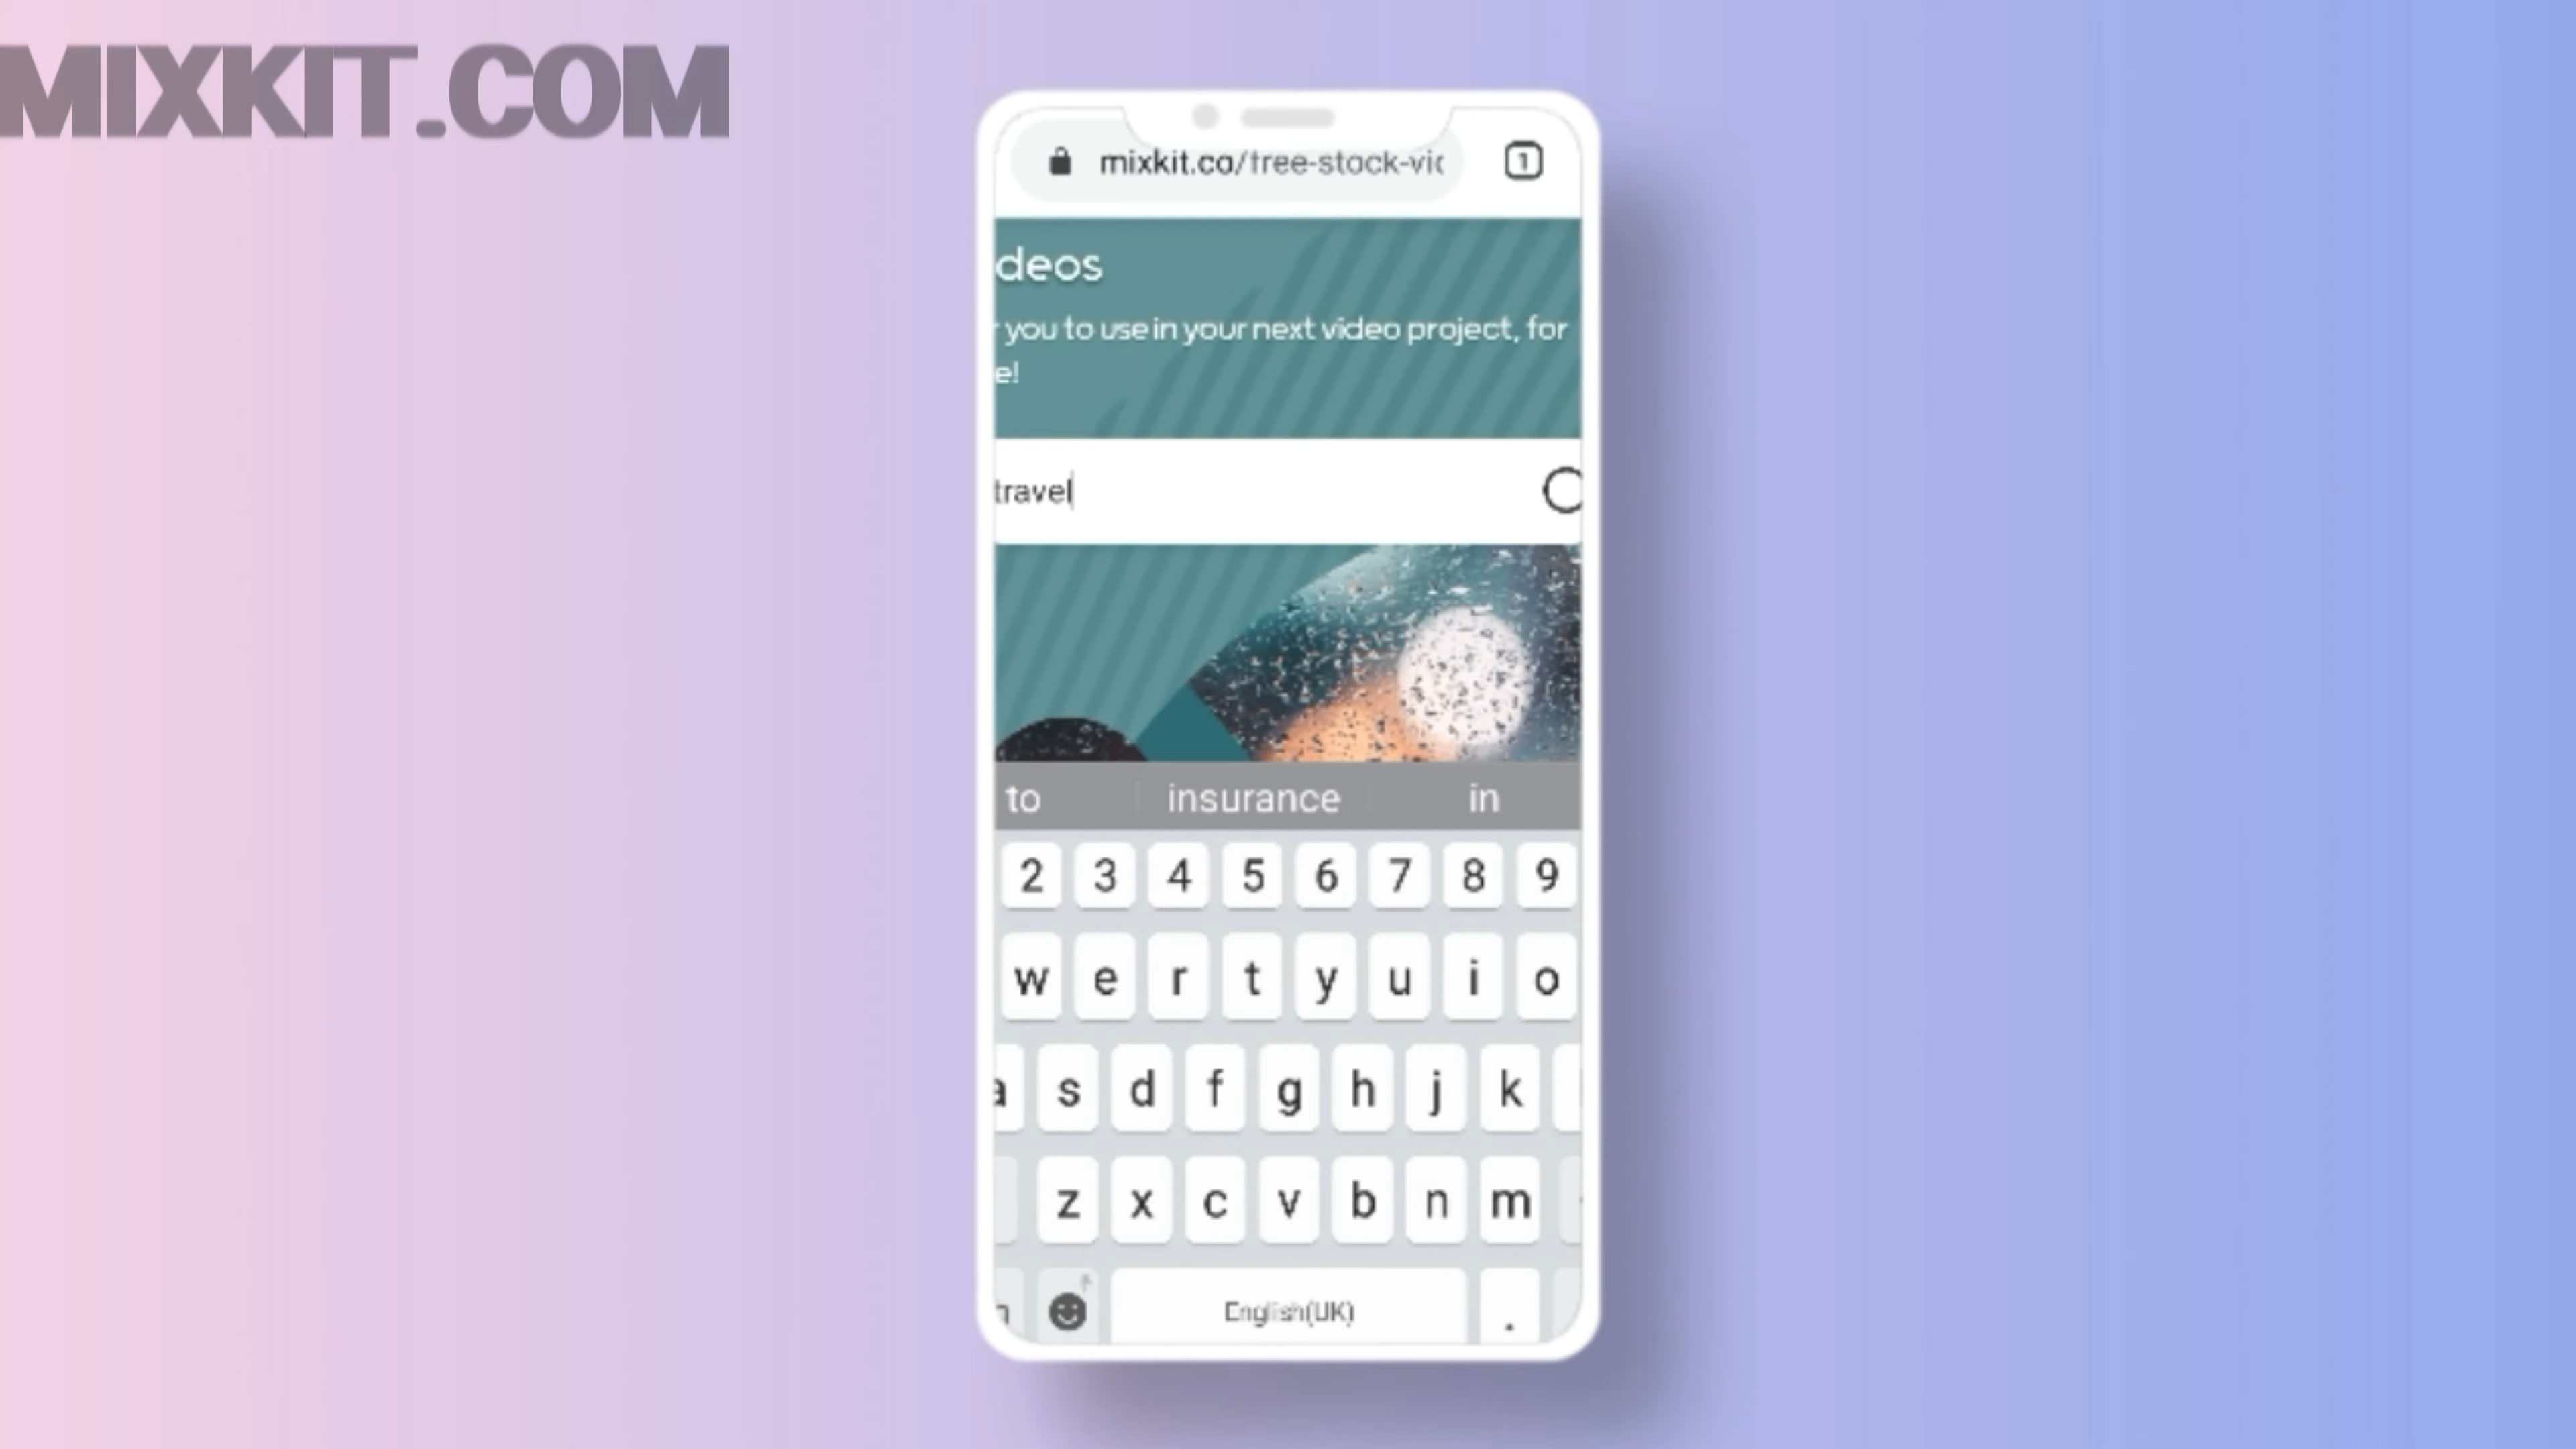 MIXKIT.COM
mixkit.co/free-stock-vid
1
deos
r you to use in your next video project, for
e!
travel
to insurance in
2 3 4 5 6 7 8 9
w e r t y u i o
a s d f g h j k
z x c v b n m
English(UK) .